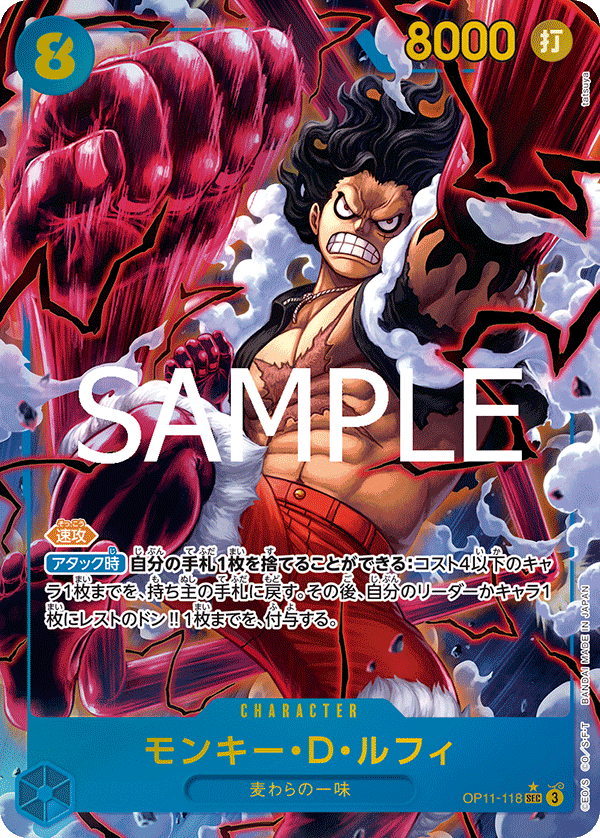 8
8000
打
tatsuya
SAMPLE
速攻
アタック時 自分の手札1枚を捨てることができる：コスト4以下のキャ
ラ1枚までを、持ち主の手札に戻す。その後、自分のリーダーかキャラ1
枚にレストのドン!!1枚までを、付与する。
CHARACTER
モンキー・D・ルフィ
麦わらの一味
OP11-118 SEC 3
©E.O/S ©O/S・F・T BANDAI MADE IN JAPAN